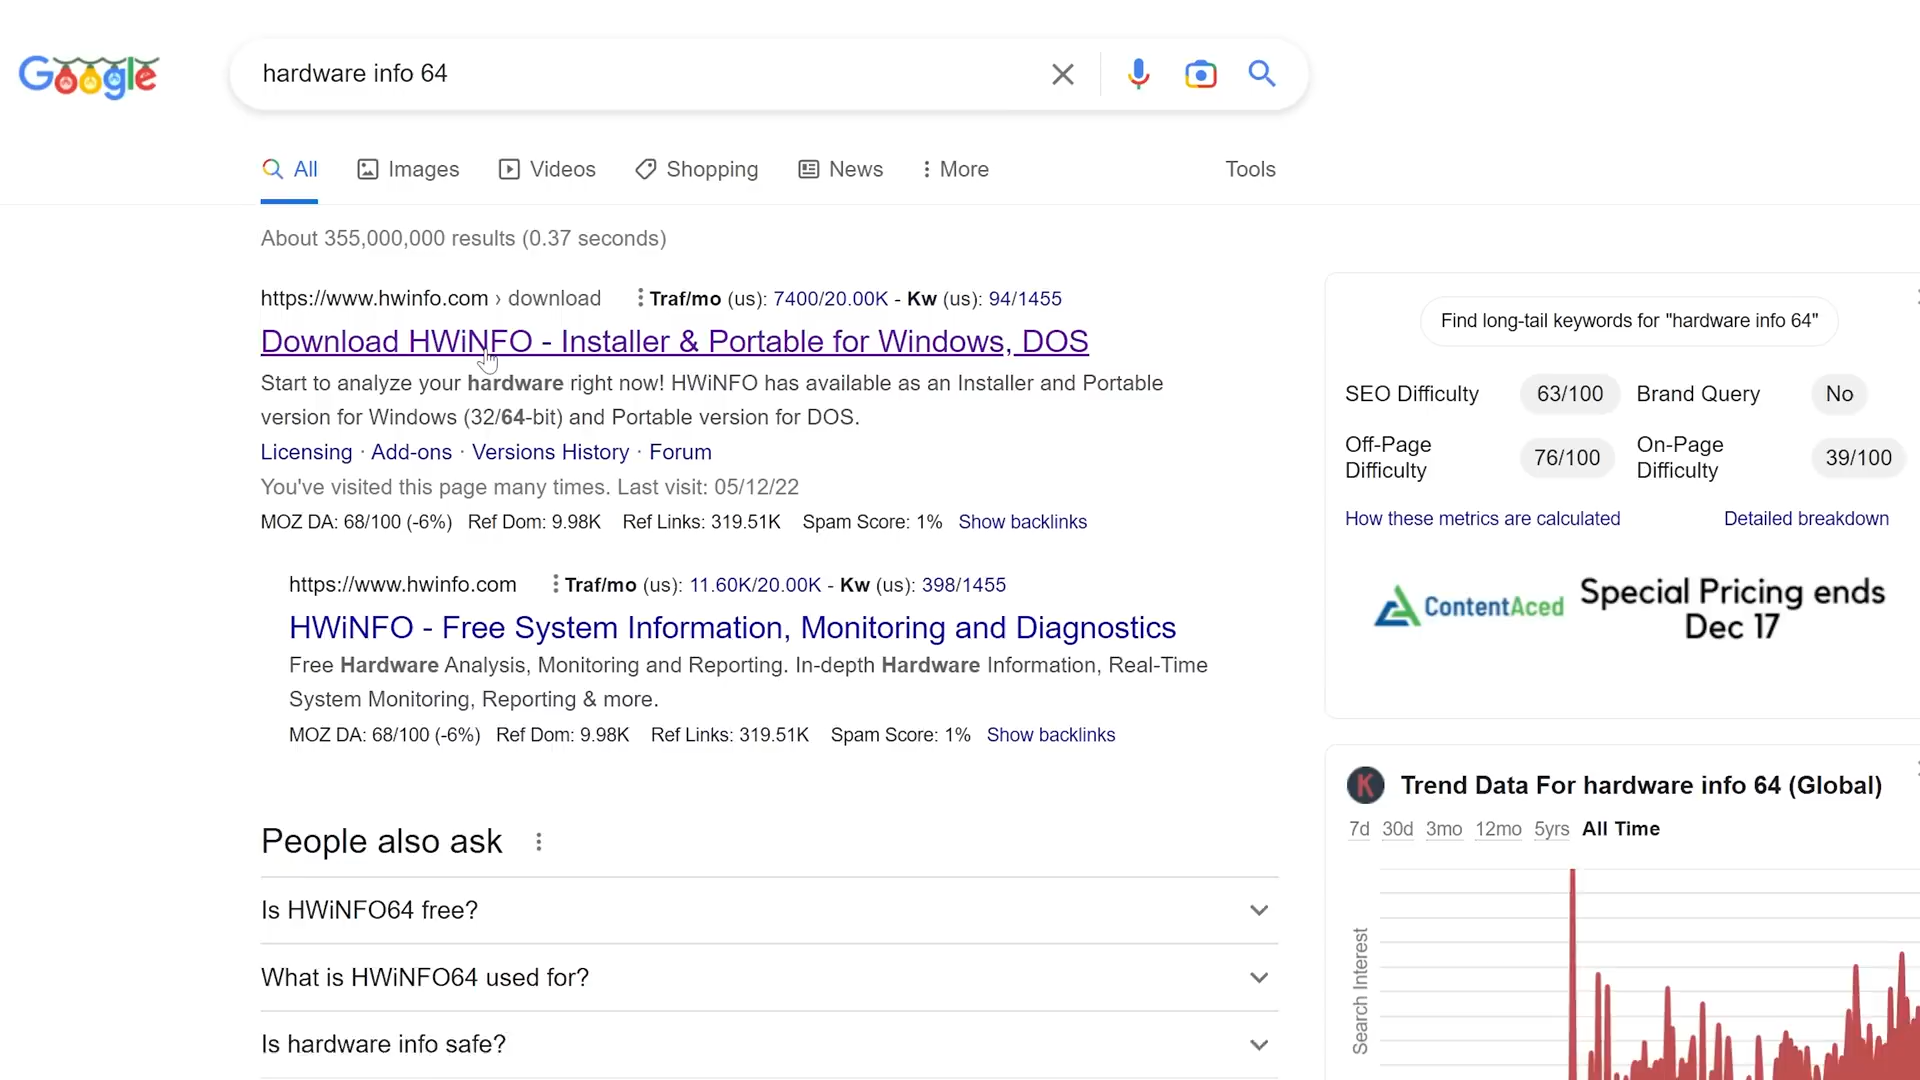 Google
hardware info 64
All
Images
Videos
Shopping
News
More
Tools
About 355,000,000 results (0.37 seconds)
https://www.hwinfo.com › download
Traf/mo (us): 7400/20.00K - Kw (us): 94/1455
Download HWiNFO - Installer & Portable for Windows, DOS
Start to analyze your hardware right now! HWiNFO has available as an Installer and Portable
version for Windows (32/64-bit) and Portable version for DOS.
Licensing · Add-ons · Versions History · Forum
You've visited this page many times. Last visit: 05/12/22
MOZ DA: 68/100 (-6%) Ref Dom: 9.98K Ref Links: 319.51K Spam Score: 1% Show backlinks
https://www.hwinfo.com
Traf/mo (us): 11.60K/20.00K - Kw (us): 398/1455
HWiNFO - Free System Information, Monitoring and Diagnostics
Free Hardware Analysis, Monitoring and Reporting. In-depth Hardware Information, Real-Time
System Monitoring, Reporting & more.
MOZ DA: 68/100 (-6%) Ref Dom: 9.98K Ref Links: 319.51K Spam Score: 1% Show backlinks
People also ask
Is HWiNFO64 free?
What is HWiNFO64 used for?
Is hardware info safe?
Find long-tail keywords for "hardware info 64"
SEO Difficulty 63/100 Brand Query No
Off-Page
Difficulty
76/100
On-Page
Difficulty
39/100
How these metrics are calculated
Detailed breakdown
ContentAced
Special Pricing ends
Dec 17
K
Trend Data For hardware info 64 (Global)
7d 30d 3mo 12mo 5yrs All Time
Search Interest